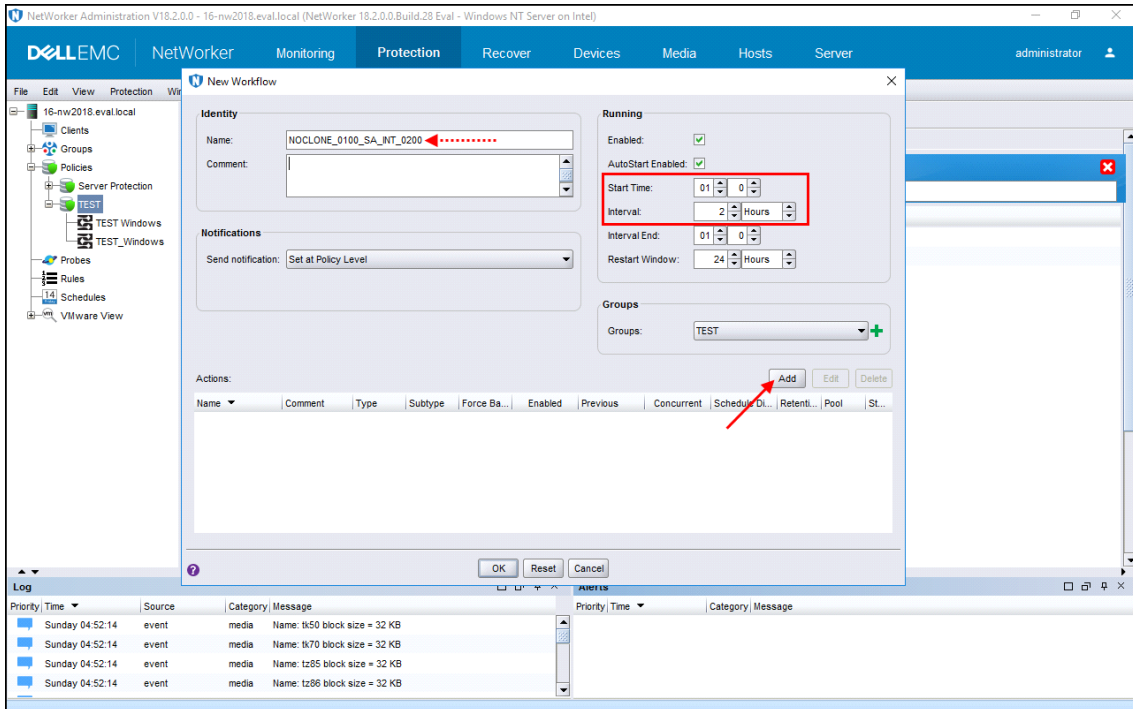 NetWorker Administration V18.2.0.0 - 16-nw2018.eval.local (NetWorker 18.2.0.0.Build.28 Eval - Windows NT Server on Intel)
DELLEMC NetWorker Monitoring Protection Recover Devices Media Hosts Server administrator
File Edit View Protection Wi
New Workflow
16-nw2018.eval.local
Clients
Groups
Policies
Server Protection
TEST
TEST Windows
TEST_Windows
Probes
Rules
14 Schedules
vm VMware View
Identity
Name: NOCLONE_0100_SA_INT_0200
Comment:
Notifications
Send notification: Set at Policy Level
Running
Enabled:
AutoStart Enabled:
Start Time: 01 0
Interval: 2 Hours
Interval End: 01 0
Restart Window: 24 Hours
Groups
Groups: TEST
Actions: Add Edit Delete
Name Comment Type Subtype Force Ba... Enabled Previous Concurrent Schedule Di... Retenti... Pool St...
OK Reset Cancel
Log
Priority Time Source Category Message
Sunday 04:52:14 event media Name: tk50 block size = 32 KB
Sunday 04:52:14 event media Name: tk70 block size = 32 KB
Sunday 04:52:14 event media Name: tz85 block size = 32 KB
Sunday 04:52:14 event media Name: tz86 block size = 32 KB
Alerts
Priority Time Category Message